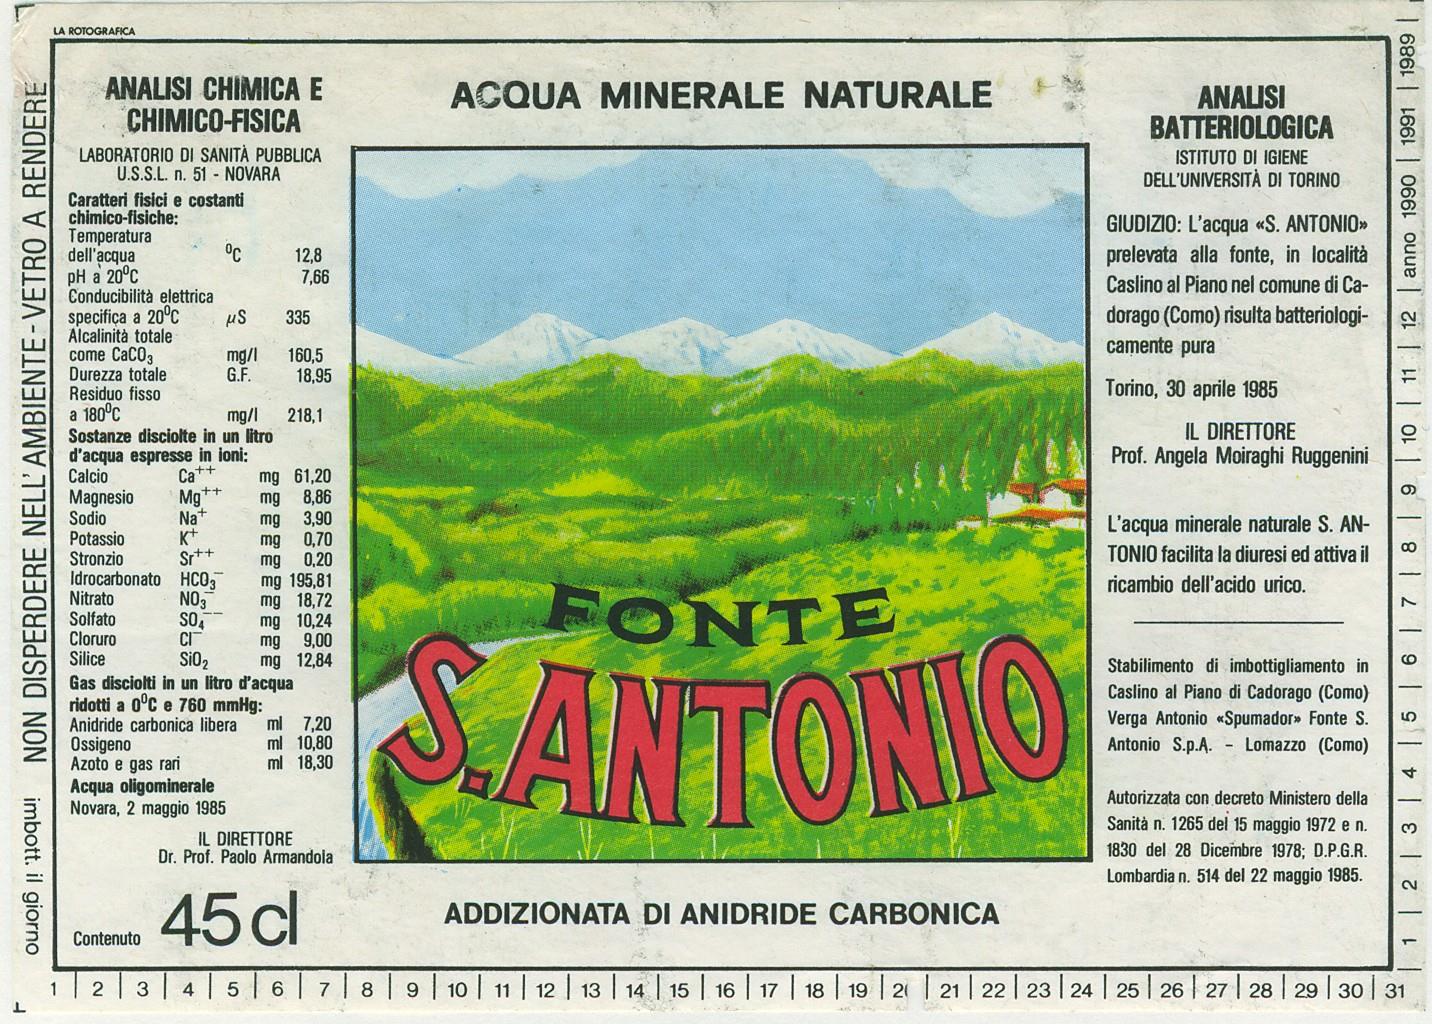 LA ROTOGRAFICA
NON DISPERDERE NELL'AMBIENTE - VETRO A RENDERE
imbott. il giorno
ANALISI CHIMICA E
CHIMICO-FISICA
LABORATORIO DI SANITÀ PUBBLICA
U.S.S.L. n. 51 - NOVARA
Caratteri fisici e costanti
chimico-fisiche:
Temperatura
dell'acqua °C 12,8
pH a 20°C 7,66
Conducibilità elettrica
specifica a 20°C µS 335
Alcalinità totale
come CaCO₃ mg/l 160,5
Durezza totale G.F. 18,95
Residuo fisso
a 180°C mg/l 218,1
Sostanze disciolte in un litro
d'acqua espresse in ioni:
Calcio Ca++ mg 61,20
Magnesio Mg++ mg 8,86
Sodio Na+ mg 3,90
Potassio K+ mg 0,70
Stronzio Sr++ mg 0,20
Idrocarbonato HCO₃− mg 195,81
Nitrato NO₃− mg 18,72
Solfato SO₄−− mg 10,24
Cloruro Cl− mg 9,00
Silice SiO₂ mg 12,84
Gas disciolti in un litro d'acqua
ridotti a 0°C e 760 mmHg:
Anidride carbonica libera ml 7,20
Ossigeno ml 10,80
Azoto e gas rari ml 18,30
Acqua oligominerale
Novara, 2 maggio 1985
IL DIRETTORE
Dr. Prof. Paolo Armandola
Contenuto 45 cl
ACQUA MINERALE NATURALE
FONTE
S.ANTONIO
ADDIZIONATA DI ANIDRIDE CARBONICA
ANALISI
BATTERIOLOGICA
ISTITUTO DI IGIENE
DELL'UNIVERSITÀ DI TORINO
GIUDIZIO: L'acqua «S. ANTONIO»
prelevata alla fonte, in località
Caslino al Piano nel comune di Ca-
dorago (Como) risulta batteriologi-
camente pura
Torino, 30 aprile 1985
IL DIRETTORE
Prof. Angela Moiraghi Ruggenini
L'acqua minerale naturale S. AN-
TONIO facilita la diuresi ed attiva il
ricambio dell'acido urico.
Stabilimento di imbottigliamento in
Caslino al Piano di Cadorago (Como)
Verga Antonio «Spumador» Fonte S.
Antonio S.p.A. - Lomazzo (Como)
Autorizzata con decreto Ministero della
Sanità n. 1265 del 15 maggio 1972 e n.
1830 del 28 Dicembre 1978; D.P.G.R.
Lombardia n. 514 del 22 maggio 1985.
1 | 2 | 3 | 4 | 5 | 6 | 7 | 8 | 9 | 10 | 11 | 12 | anno 1990 | 1991 | 1989
1 | 2 | 3 | 4 | 5 | 6 | 7 | 8 | 9 | 10 | 11 | 12 | 13 | 14 | 15 | 16 | 17 | 18 | 19 | 20 | 21 | 22 | 23 | 24 | 25 | 26 | 27 | 28 | 29 | 30 | 31